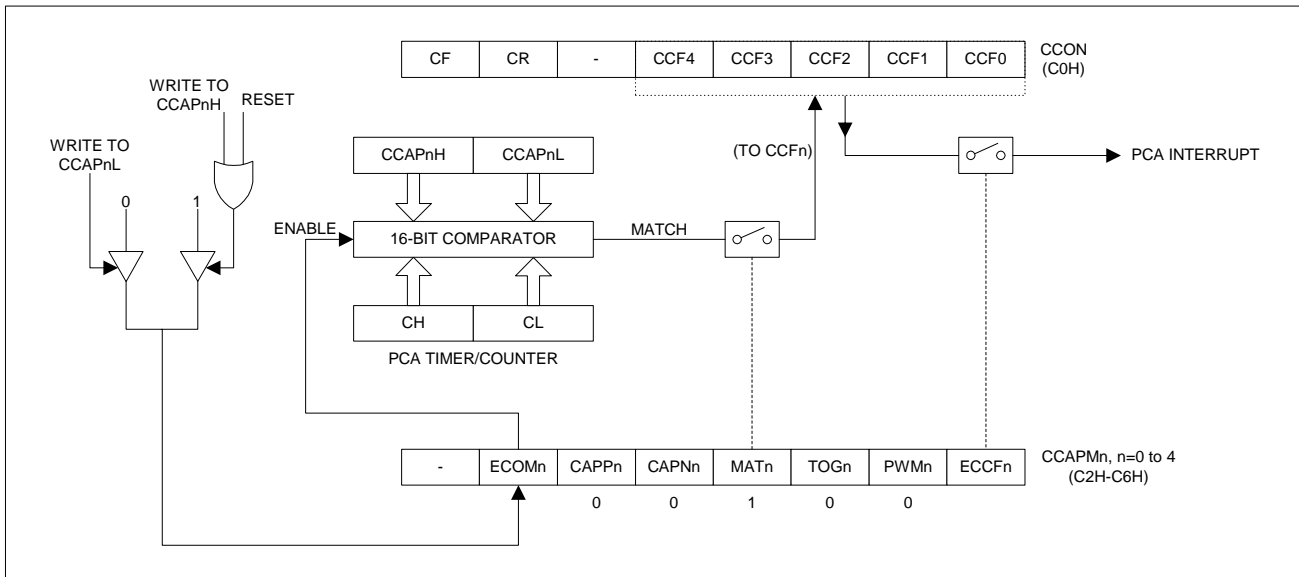 CF CR - CCF4 CCF3 CCF2 CCF1 CCF0
CCON
(C0H)
WRITE TO
CCAPnH
RESET
WRITE TO
CCAPnL
0 1
CCAPnH CCAPnL
(TO CCFn)
PCA INTERRUPT
ENABLE
16-BIT COMPARATOR
MATCH
CH CL
PCA TIMER/COUNTER
- ECOMn CAPPn CAPNn MATn TOGn PWMn ECCFn
CCAPMn, n=0 to 4
(C2H-C6H)
0 0 1 0 0